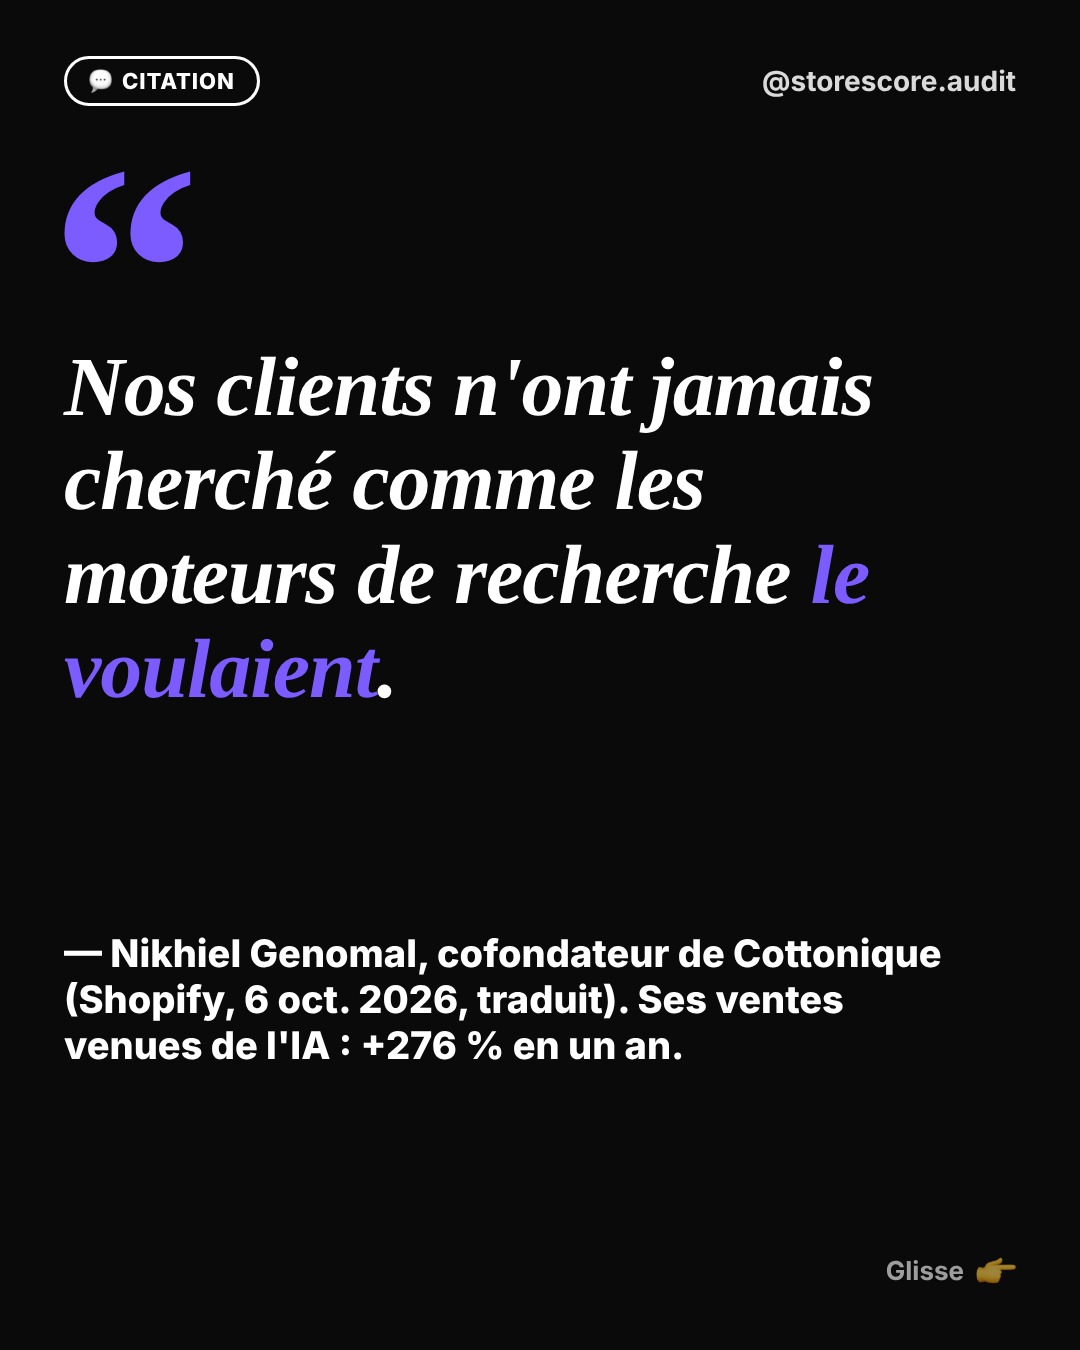 💬 CITATION
@storescore.audit
“
Nos clients n'ont jamais
cherché comme les
moteurs de recherche le
voulaient.
— Nikhiel Genomal, cofondateur de Cottonique
(Shopify, 6 oct. 2026, traduit). Ses ventes
venues de l'IA : +276 % en un an.
Glisse 👉